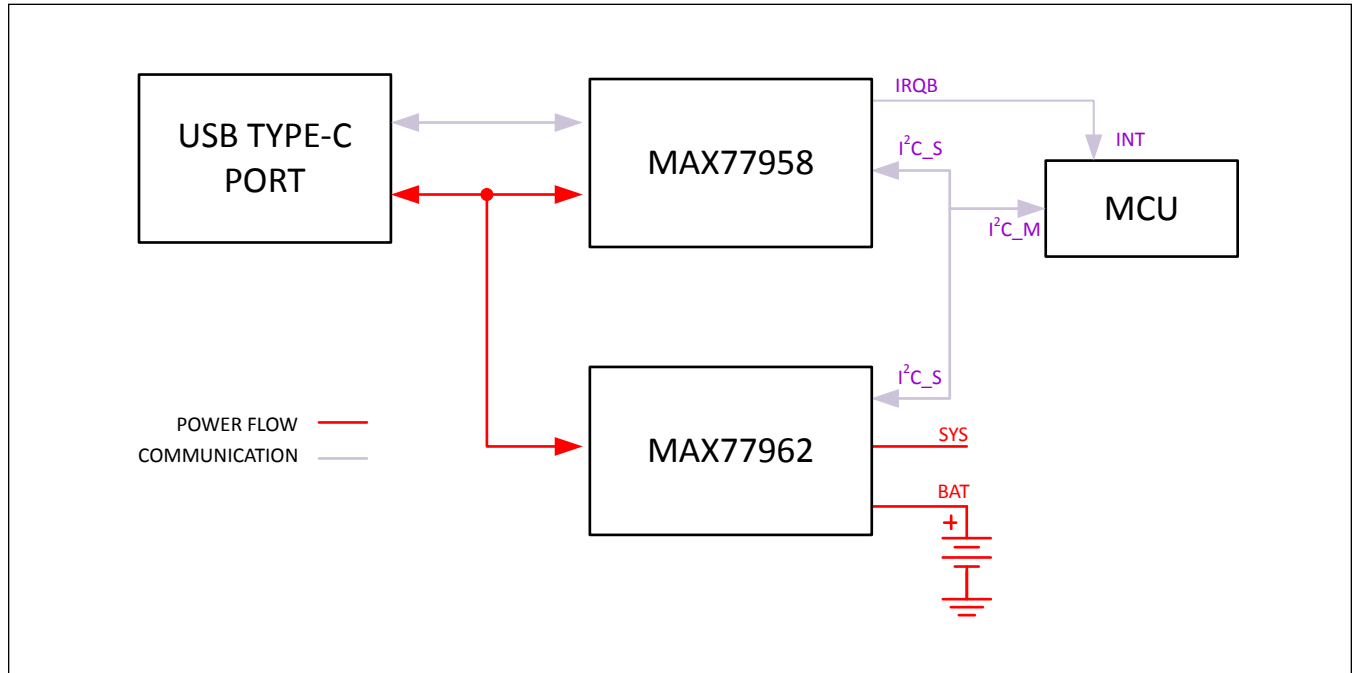 USB TYPE-C
PORT
MAX77958
IRQB
INT
I²C_S
MCU
I²C_M
I²C_S
MAX77962
POWER FLOW
COMMUNICATION
SYS
BAT
+